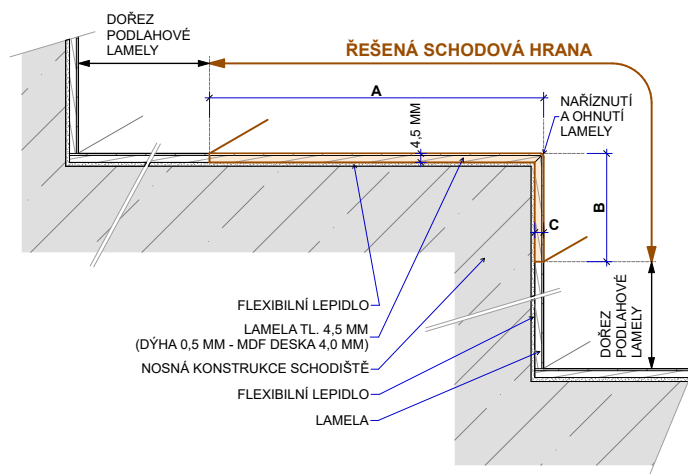 DOŘEZ
PODLAHOVÉ
LAMELY
ŘEŠENÁ SCHODOVÁ HRANA
A
4,5 MM
NAŘÍZNUTÍ
A OHNUTÍ
LAMELY
C
B
DOŘEZ
PODLAHOVÉ
LAMELY
FLEXIBILNÍ LEPIDLO
LAMELA TL. 4,5 MM
(DÝHA 0,5 MM - MDF DESKA 4,0 MM)
NOSNÁ KONSTRUKCE SCHODIŠTĚ
FLEXIBILNÍ LEPIDLO
LAMELA